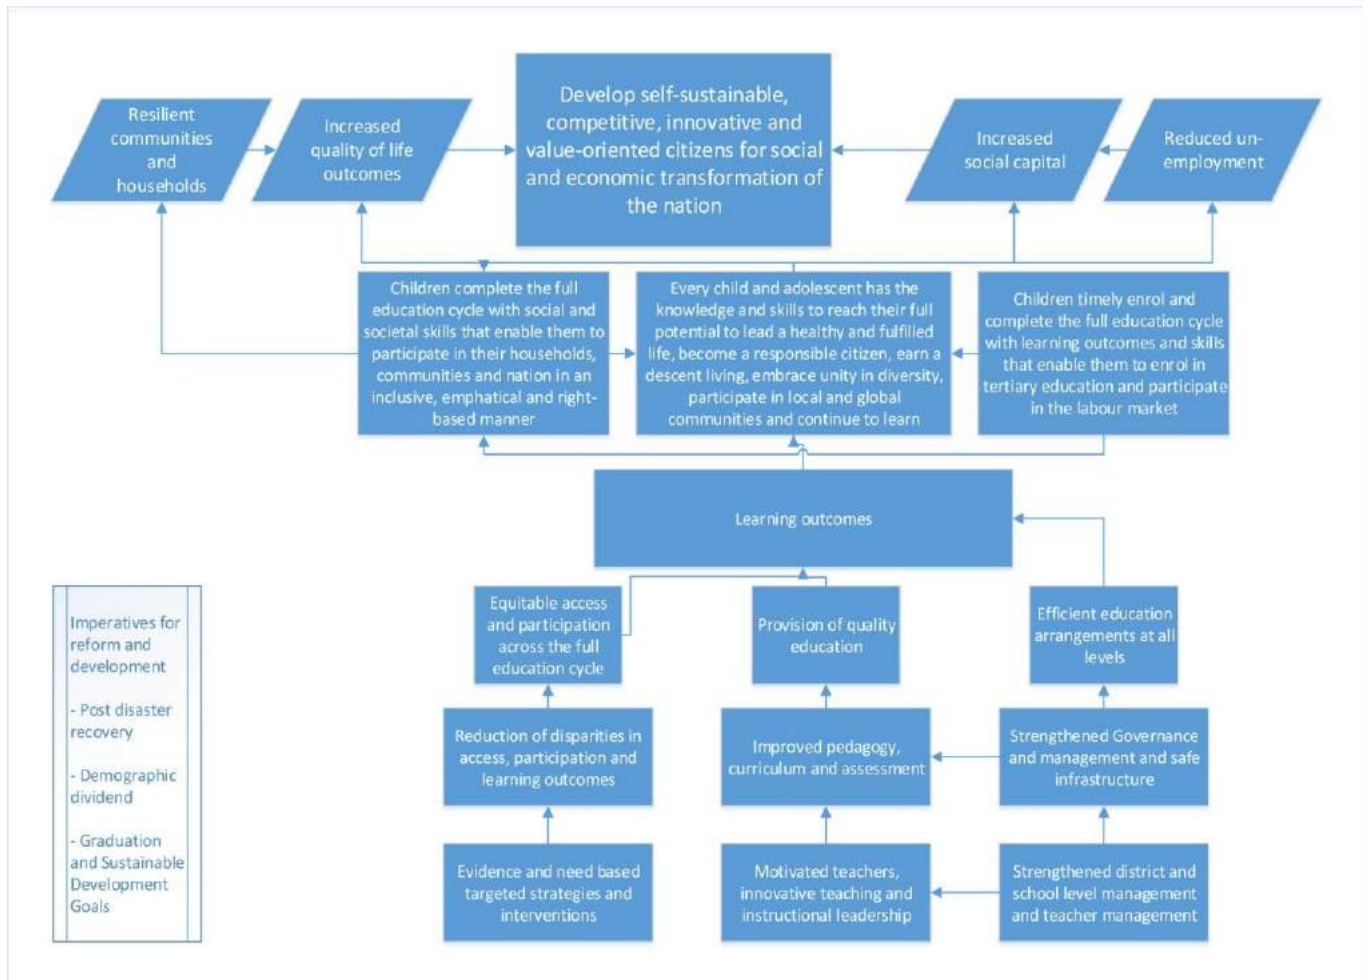 Resilient
communities
and
households
Increased
quality of life
outcomes
Develop self-sustainable,
competitive, innovative and
value-oriented citizens for social
and economic transformation of
the nation
Increased
social capital
Reduced un-
employment
Children complete the full
education cycle with social and
societal skills that enable them to
participate in their households,
communities and nation in an
inclusive, emphatical and right-
based manner
Every child and adolescent has the
knowledge and skills to reach their full
potential to lead a healthy and fulfilled
life, become a responsible citizen, earn a
descent living, embrace unity in diversity,
participate in local and global
communities and continue to learn
Children timely enrol and
complete the full education cycle
with learning outcomes and skills
that enable them to enrol in
tertiary education and participate
in the labour market
Learning outcomes
Imperatives for
reform and
development
- Post disaster
recovery
- Demographic
dividend
- Graduation
and Sustainable
Development
Goals
Equitable access
and participation
across the full
education cycle
Provision of quality
education
Efficient education
arrangements at all
levels
Reduction of disparities in
access, participation and
learning outcomes
Improved pedagogy,
curriculum and assessment
Strengthened Governance
and management and safe
infrastructure
Evidence and need based
targeted strategies and
interventions
Motivated teachers,
innovative teaching and
instructional leadership
Strengthened district and
school level management
and teacher management